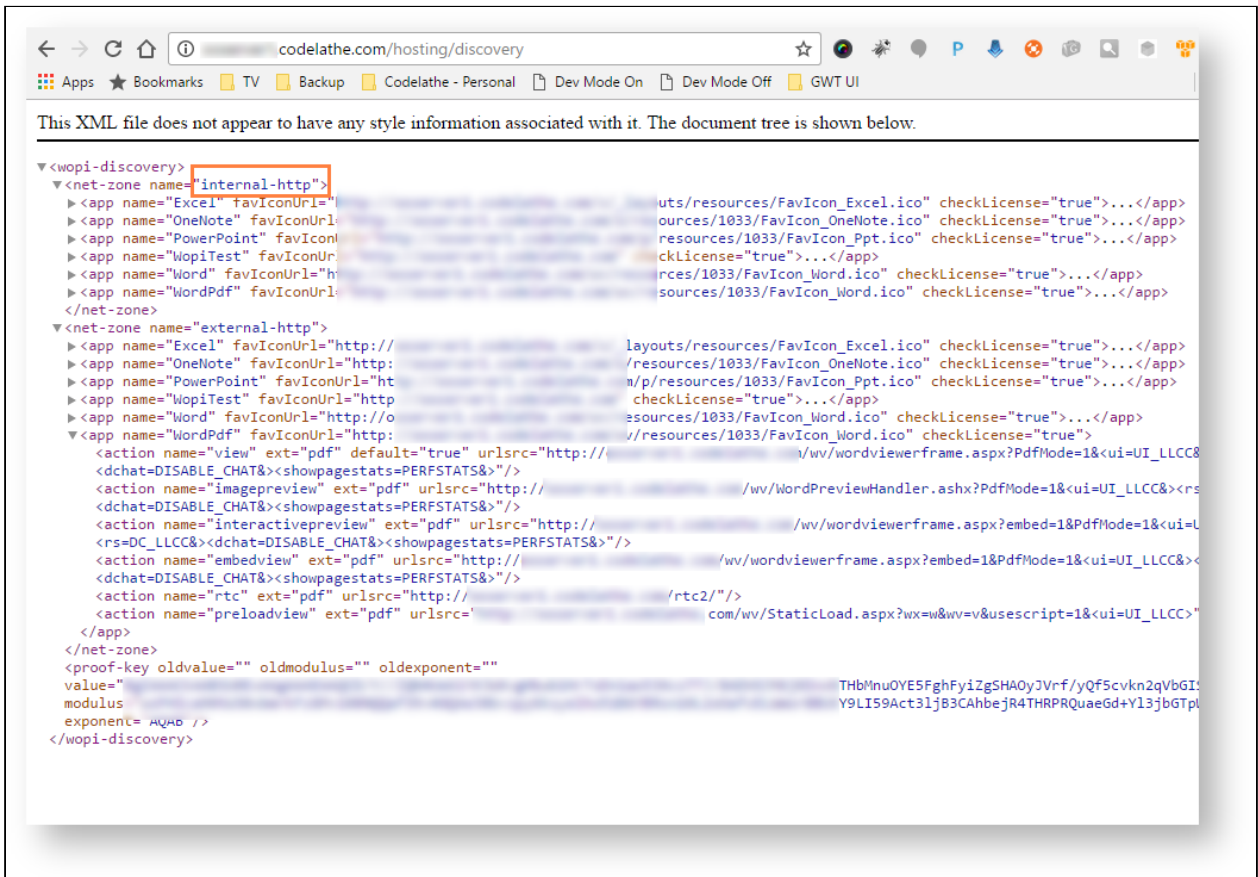 codelathe.com/hosting/discovery
Apps Bookmarks TV Backup Codelathe - Personal Dev Mode On Dev Mode Off GWT UI
This XML file does not appear to have any style information associated with it. The document tree is shown below.
<wopi-discovery>
<net-zone name="internal-http">
<app name="Excel" favIconUrl=" outs/resources/FavIcon_Excel.ico" checkLicense="true">...</app>
<app name="OneNote" favIconUrl ources/1033/FavIcon_OneNote.ico" checkLicense="true">...</app>
<app name="PowerPoint" favIcon resources/1033/FavIcon_Ppt.ico" checkLicense="true">...</app>
<app name="WopiTest" favIconUr ckLicense="true">...</app>
<app name="Word" favIconUrl="h rces/1033/FavIcon_Word.ico" checkLicense="true">...</app>
<app name="WordPdf" favIconUrl sources/1033/FavIcon_Word.ico" checkLicense="true">...</app>
</net-zone>
<net-zone name="external-http">
<app name="Excel" favIconUrl="http:// layouts/resources/FavIcon_Excel.ico" checkLicense="true">...</app>
<app name="OneNote" favIconUrl="http: /resources/1033/FavIcon_OneNote.ico" checkLicense="true">...</app>
<app name="PowerPoint" favIconUrl="ht m/p/resources/1033/FavIcon_Ppt.ico" checkLicense="true">...</app>
<app name="WopiTest" favIconUrl="http " checkLicense="true">...</app>
<app name="Word" favIconUrl="http://o esources/1033/FavIcon_Word.ico" checkLicense="true">...</app>
<app name="WordPdf" favIconUrl="http: /resources/1033/FavIcon_Word.ico" checkLicense="true">
<action name="view" ext="pdf" default="true" urlsrc="http:// /wv/wordviewerframe.aspx?PdfMode=1&<ui=UI_LLCC&
<dchat=DISABLE_CHAT&><showpagestats=PERFSTATS&>"/>
<action name="imagepreview" ext="pdf" urlsrc="http:// /wv/WordPreviewHandler.ashx?PdfMode=1&<ui=UI_LLCC&><rs
<dchat=DISABLE_CHAT&><showpagestats=PERFSTATS&>"/>
<action name="interactivepreview" ext="pdf" urlsrc="http:// /wv/wordviewerframe.aspx?embed=1&PdfMode=1&<ui=U
<rs=DC_LLCC&><dchat=DISABLE_CHAT&><showpagestats=PERFSTATS&>"/>
<action name="embedview" ext="pdf" urlsrc="http:// /wv/wordviewerframe.aspx?embed=1&PdfMode=1&<ui=UI_LLCC&><
<dchat=DISABLE_CHAT&><showpagestats=PERFSTATS&>"/>
<action name="rtc" ext="pdf" urlsrc="http:// /rtc2/"/>
<action name="preloadview" ext="pdf" urlsrc=" com/wv/StaticLoad.aspx?wx=w&wv=v&usescript=1&<ui=UI_LLCC>"
</app>
</net-zone>
<proof-key oldvalue="" oldmodulus="" oldexponent=""
value=" THbMnuOYE5FghFyiZgSHAOyJVrf/yQf5cvkn2qVbGIS
modulus Y9LI59Act3ljB3CAhbejR4THRPRQuaeGd+Yl3jbGTpU
exponent="AQAB"/>
</wopi-discovery>